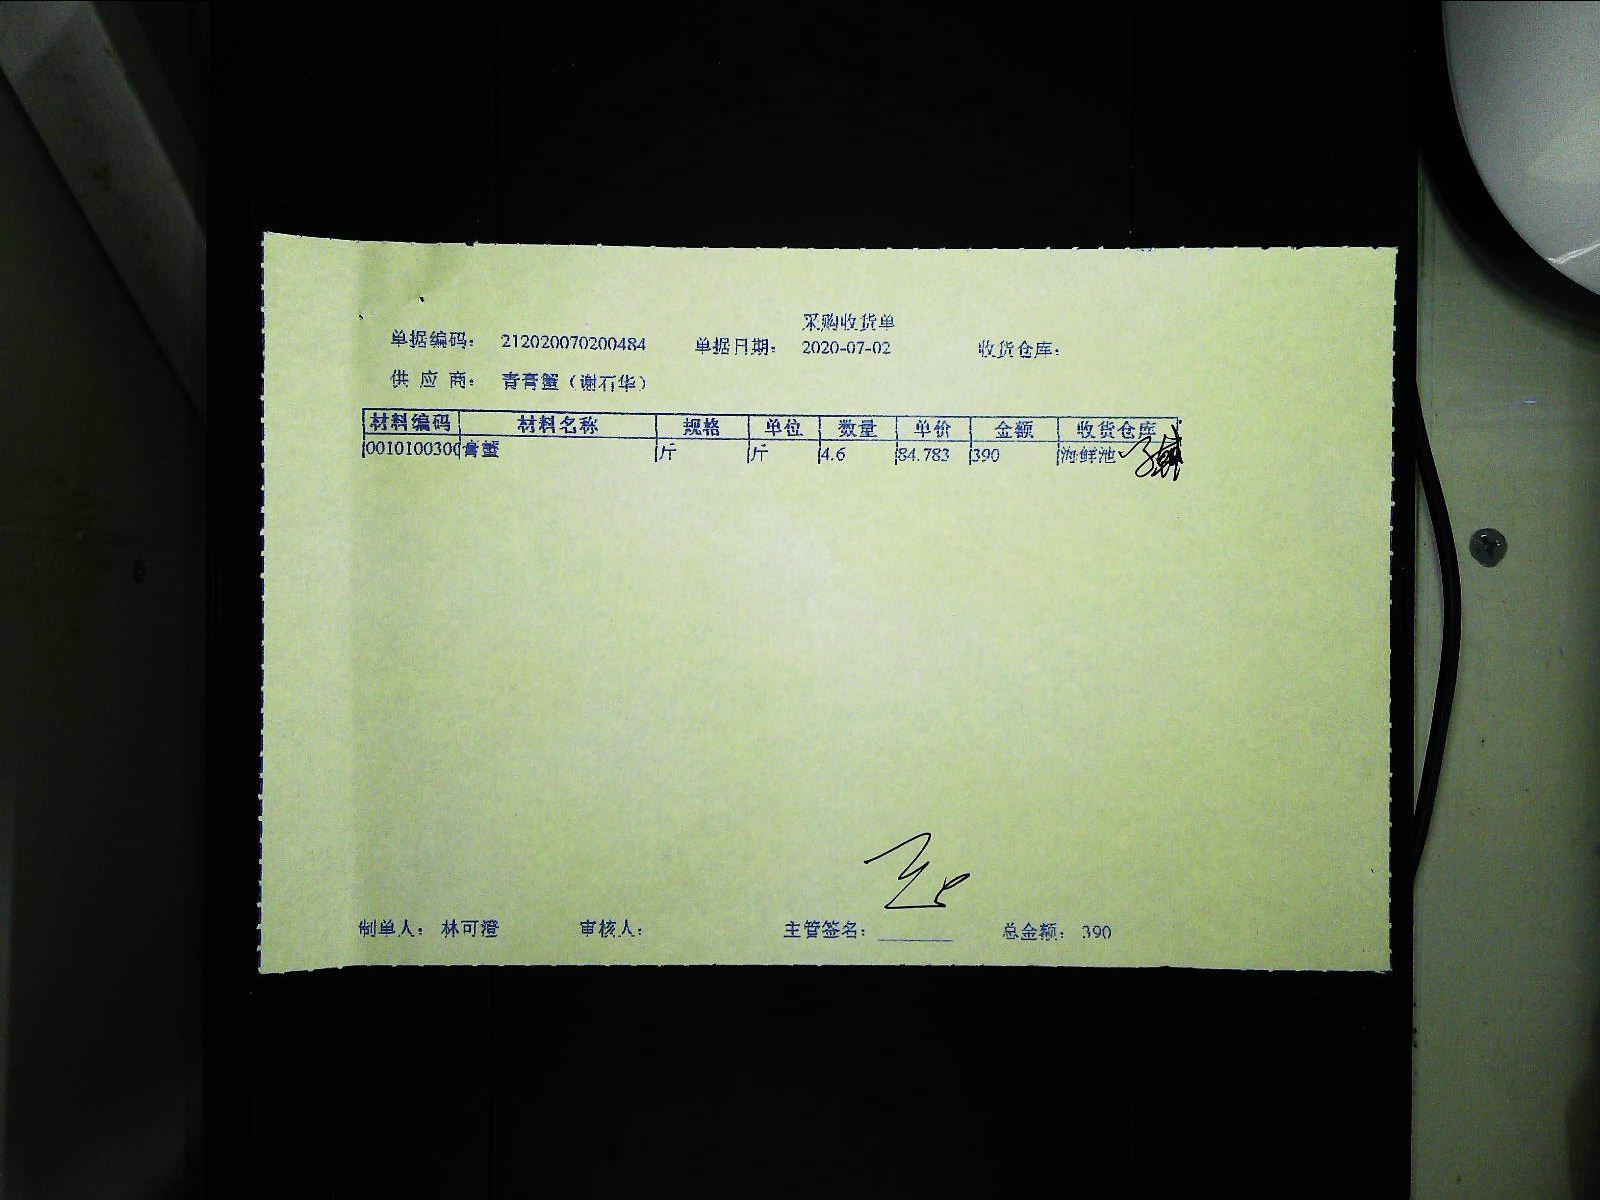 采购收货单
单据编码: 212020070200484 单据日期: 2020-07-02 收货仓库:
供应商: 青膏蟹（谢石华）
材料编码 材料名称 规格 单位 数量 单价 金额 收货仓库
001010030 膏蟹 斤 斤 4.6 84.783 390 海鲜池
制单人: 林可澄 审核人: 主管签名: 总金额: 390